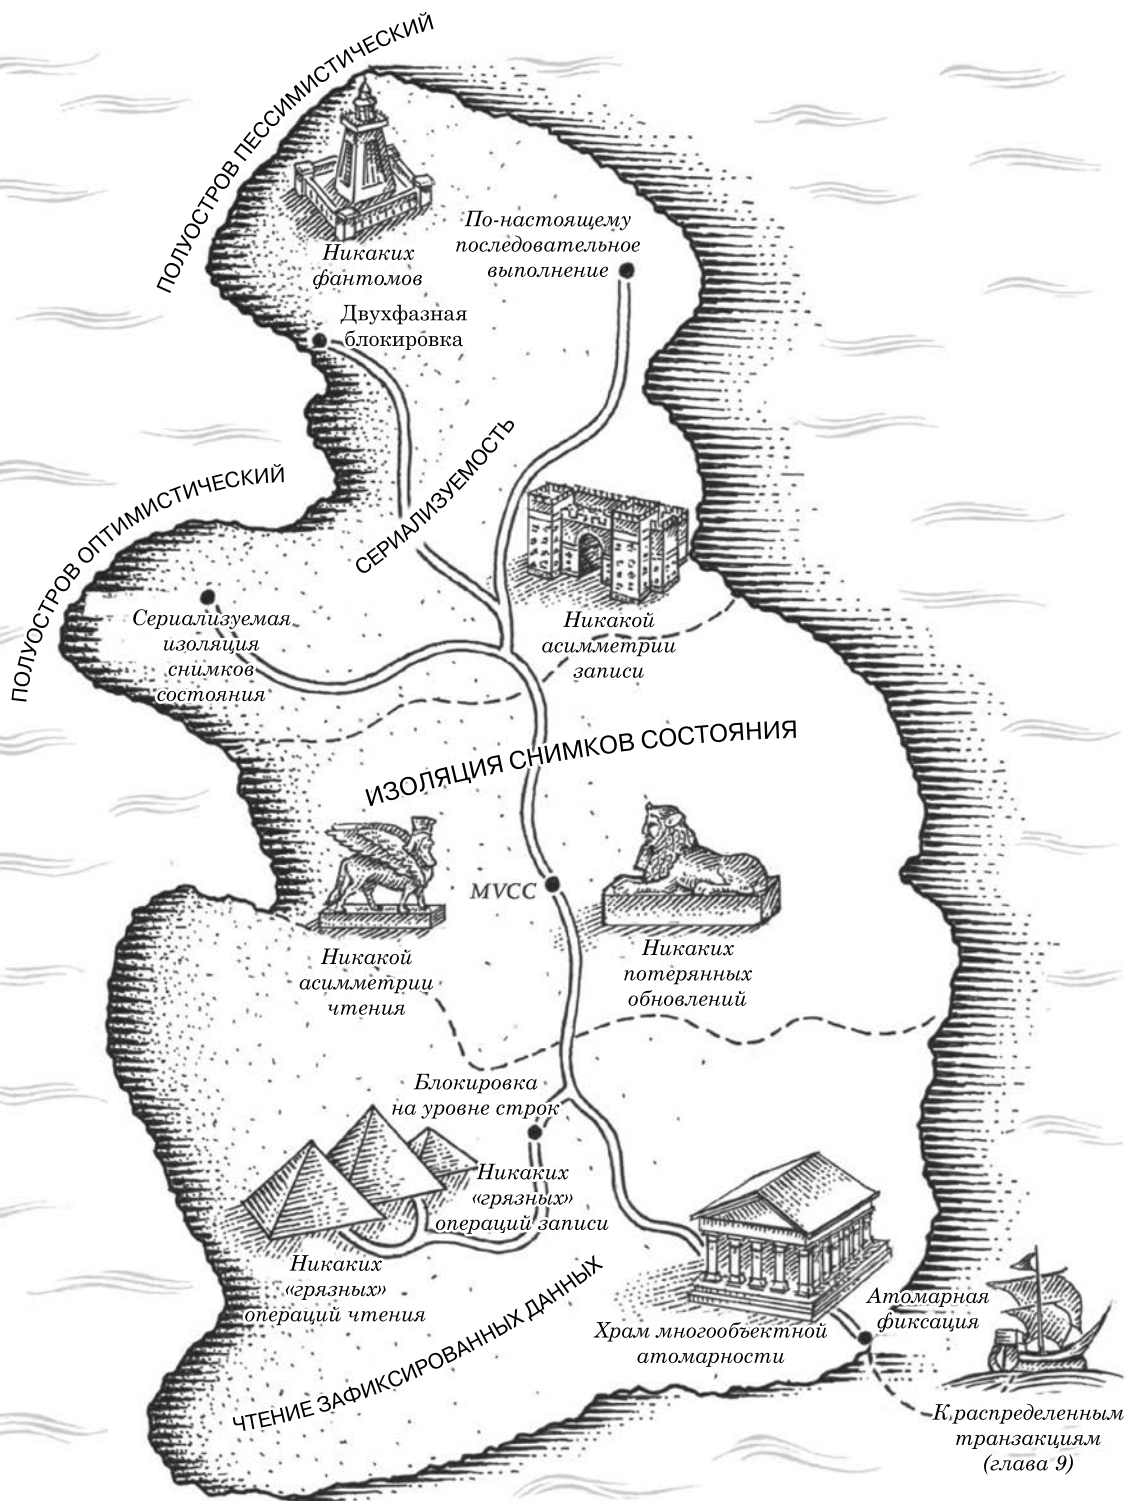 ПОЛУОСТРОВ ПЕССИМИСТИЧЕСКИЙ
Никаких
фантомов
По-настоящему
последовательное
выполнение
Двухфазная
блокировка
СЕРИАЛИЗУЕМОСТЬ
ПОЛУОСТРОВ ОПТИМИСТИЧЕСКИЙ
Сериализуемая
изоляция
снимков
состояния
Никакой
асимметрии
записи
ИЗОЛЯЦИЯ СНИМКОВ СОСТОЯНИЯ
MVCC
Никакой
асимметрии
чтения
Никаких
потерянных
обновлений
Блокировка
на уровне строк
Никаких
«грязных»
операций записи
Никаких
«грязных»
операций чтения
ЧТЕНИЕ ЗАФИКСИРОВАННЫХ ДАННЫХ
Храм многообъектной
атомарности
Атомарная
фиксация
К распределенным
транзакциям
(глава 9)